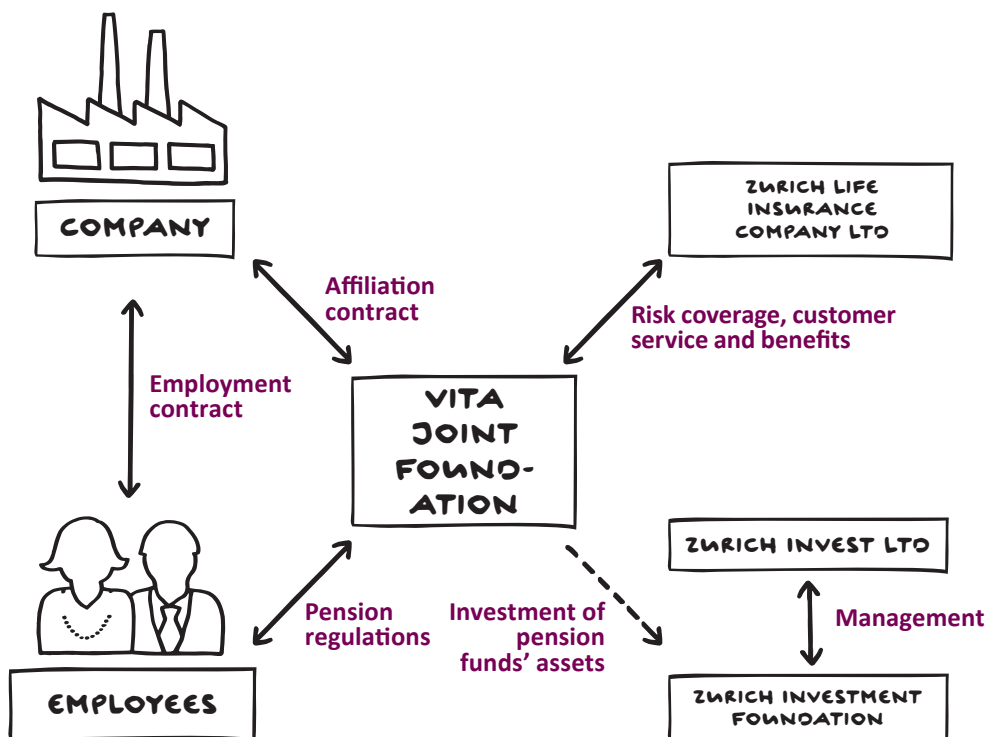 COMPANY
ZURICH LIFE
INSURANCE
COMPANY LTD
Affiliation
contract
Risk coverage, customer
service and benefits
Employment
contract
VITA
JOINT
FOUND-
ATION
ZURICH INVEST LTD
Pension
regulations
Investment of
pension
funds’ assets
Management
EMPLOYEES
ZURICH INVESTMENT
FOUNDATION